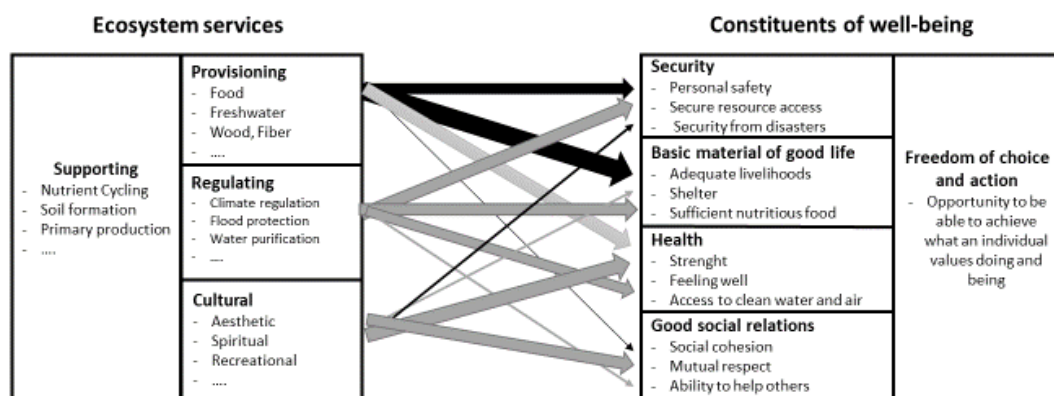 Ecosystem services
Constituents of well-being
Supporting
- Nutrient Cycling
- Soil formation
- Primary production
- ....
Provisioning
- Food
- Freshwater
- Wood, Fiber
- ....
Regulating
- Climate regulation
- Flood protection
- Water purification
- ....
Cultural
- Aesthetic
- Spiritual
- Recreational
- ....
Security
- Personal safety
- Secure resource access
- Security from disasters
Basic material of good life
- Adequate livelihoods
- Shelter
- Sufficient nutritious food
Health
- Strenght
- Feeling well
- Access to clean water and air
Good social relations
- Social cohesion
- Mutual respect
- Ability to help others
Freedom of choice
and action
- Opportunity to be
able to achieve
what an individual
values doing and
being